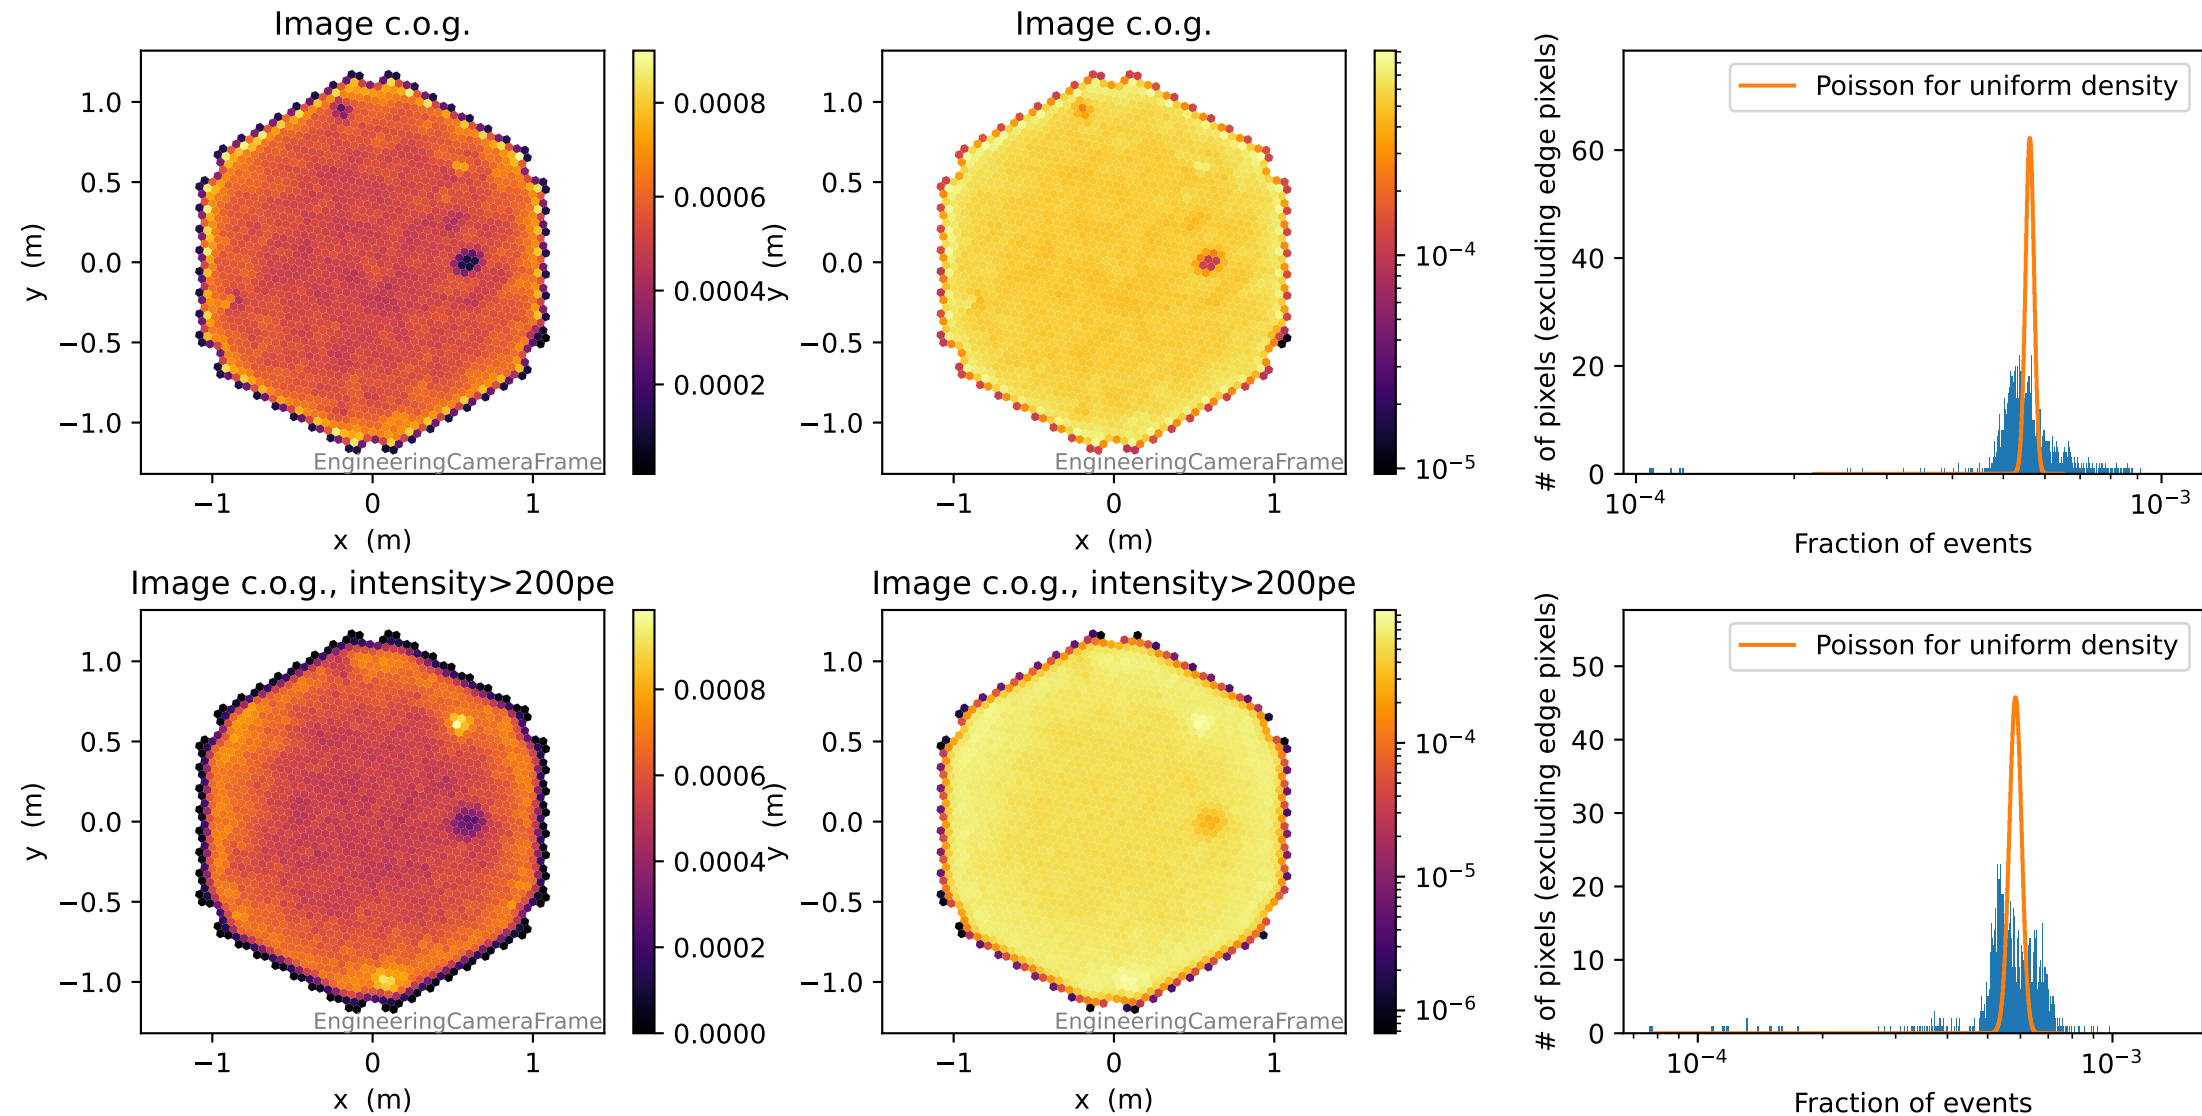 Image c.o.g.
1.0
0.5
0.0
−0.5
−1.0
y (m)
−1
0
1
x (m)
EngineeringCameraFrame
0.0008
0.0006
0.0004
0.0002
Image c.o.g.
1.0
0.5
0.0
−0.5
−1.0
y (m)
−1
0
1
x (m)
EngineeringCameraFrame
10⁻⁴
10⁻⁵
# of pixels (excluding edge pixels)
60
40
20
0
Poisson for uniform density
10⁻⁴
10⁻³
Fraction of events
Image c.o.g., intensity>200pe
1.0
0.5
0.0
−0.5
−1.0
y (m)
−1
0
1
x (m)
EngineeringCameraFrame
0.0008
0.0006
0.0004
0.0002
0.0000
Image c.o.g., intensity>200pe
1.0
0.5
0.0
−0.5
−1.0
y (m)
−1
0
1
x (m)
EngineeringCameraFrame
10⁻⁴
10⁻⁵
10⁻⁶
# of pixels (excluding edge pixels)
50
40
30
20
10
0
Poisson for uniform density
10⁻⁴
10⁻³
Fraction of events